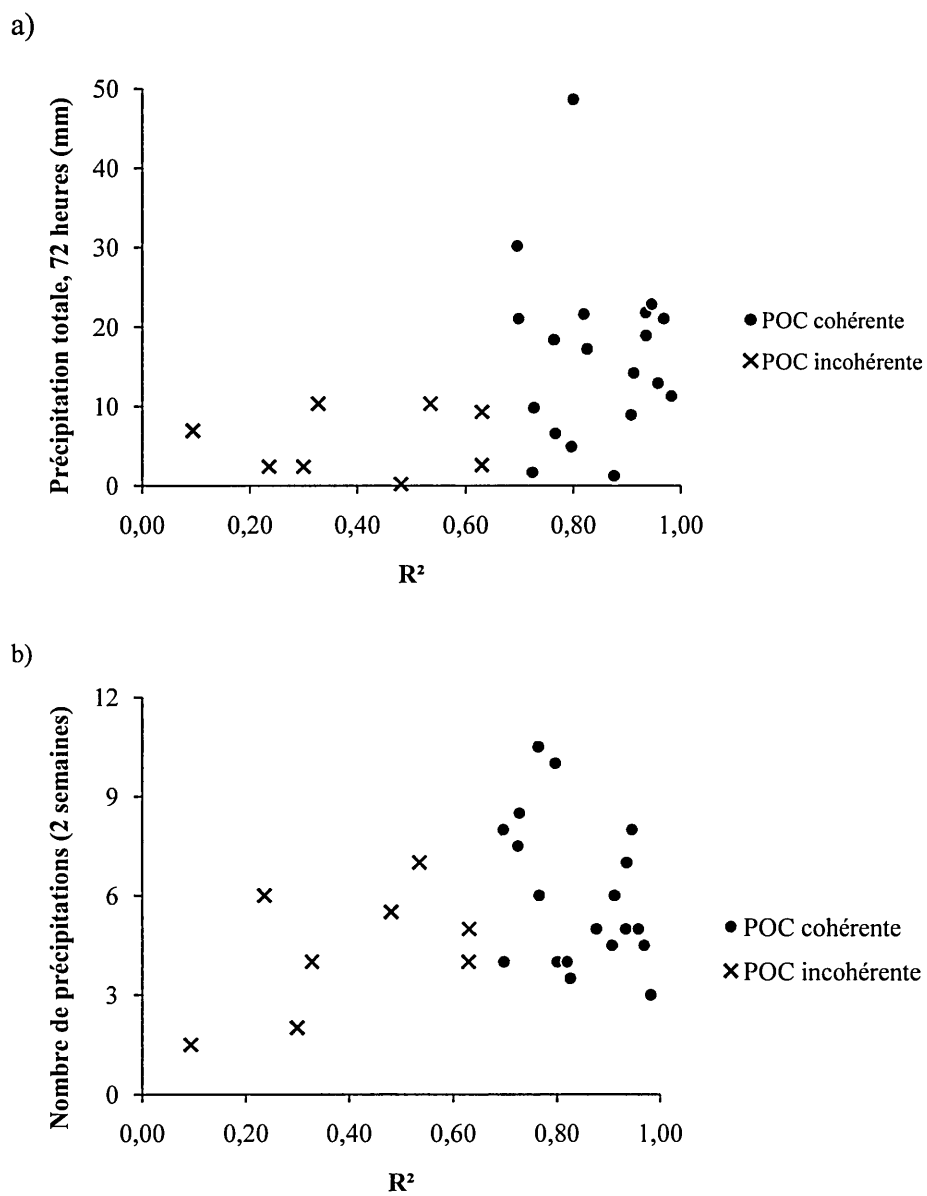 a)
Précipitation totale, 72 heures (mm)
50
40
30
20
10
0
0,00 0,20 0,40 0,60 0,80 1,00
R²
POC cohérente
POC incohérente
b)
Nombre de précipitations (2 semaines)
12
9
6
3
0
0,00 0,20 0,40 0,60 0,80 1,00
R²
POC cohérente
POC incohérente